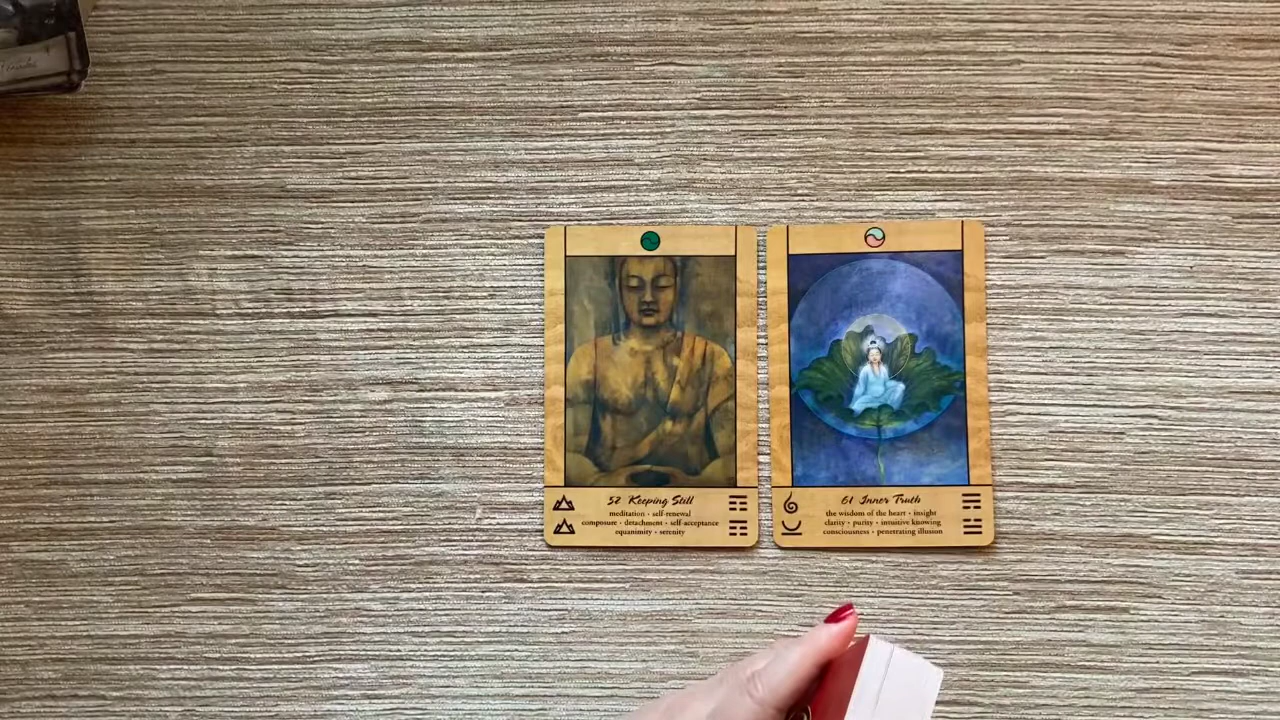 52 Keeping Still
meditation • self-renewal
composure • detachment • self-acceptance
equanimity • serenity
61 Inner Truth
the wisdom of the heart • insight
clarity • purity • intuitive knowing
consciousness • penetrating illusion